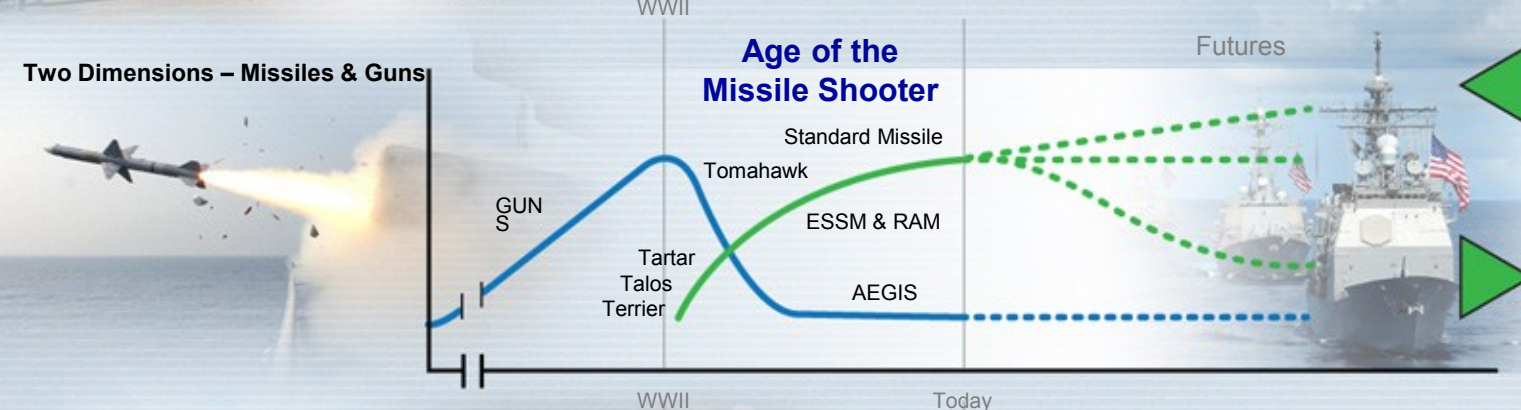 WWII
Age of the
Missile Shooter
Futures
Two Dimensions – Missiles & Guns
Standard Missile
Tomahawk
GUN
S
ESSM & RAM
Tartar
Talos
Terrier
AEGIS
WWII
Today